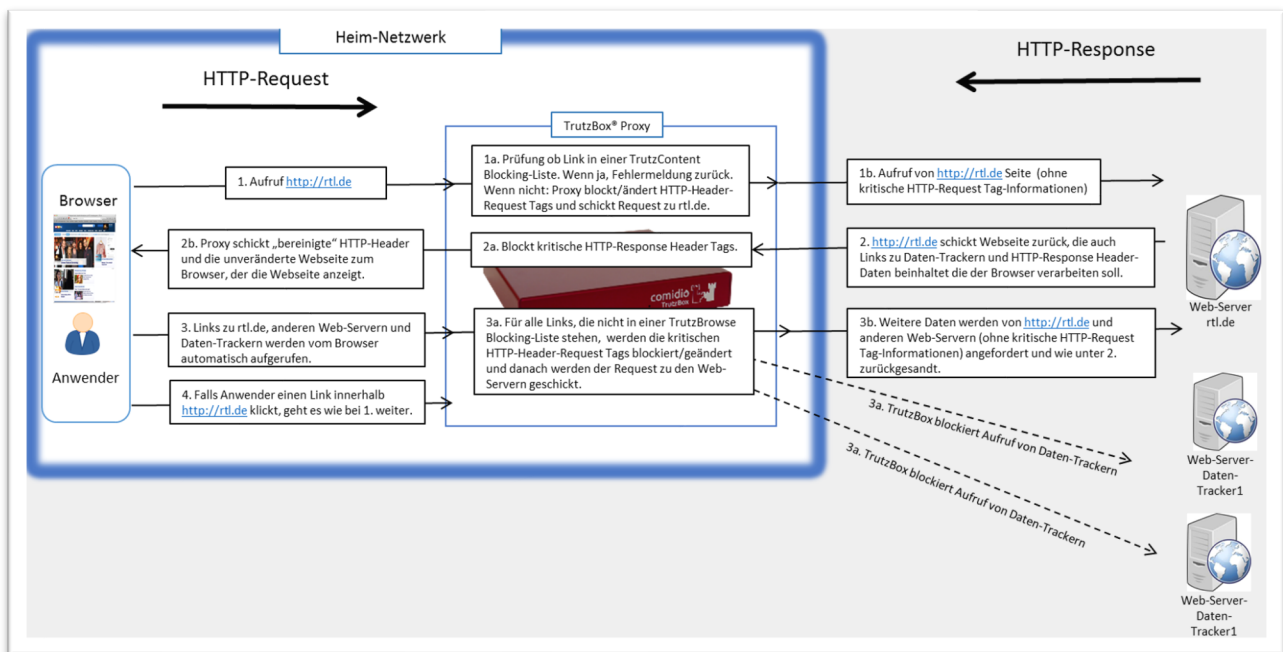 Heim-Netzwerk
HTTP-Request
HTTP-Response
TrutzBox® Proxy
Browser
Anwender
1. Aufruf http://rtl.de
1a. Prüfung ob Link in einer TrutzContent
Blocking-Liste. Wenn ja, Fehlermeldung zurück.
Wenn nicht: Proxy blockt/ändert HTTP-Header-
Request Tags und schickt Request zu rtl.de.
1b. Aufruf von http://rtl.de Seite (ohne
kritische HTTP-Request Tag-Informationen)
2b. Proxy schickt „bereinigte" HTTP-Header
und die unveränderte Webseite zum
Browser, der die Webseite anzeigt.
2a. Blockt kritische HTTP-Response Header Tags.
2. http://rtl.de schickt Webseite zurück, die auch
Links zu Daten-Trackern und HTTP-Response Header-
Daten beinhaltet die der Browser verarbeiten soll.
comidio
TrutzBox
Web-Server
rtl.de
3. Links zu rtl.de, anderen Web-Servern und
Daten-Trackern werden vom Browser
automatisch aufgerufen.
3a. Für alle Links, die nicht in einer TrutzBrowse
Blocking-Liste stehen, werden die kritischen
HTTP-Header-Request Tags blockiert/geändert
und danach werden der Request zu den Web-
Servern geschickt.
3b. Weitere Daten werden von http://rtl.de und
anderen Web-Servern (ohne kritische HTTP-Request
Tag-Informationen) angefordert und wie unter 2.
zurückgesandt.
4. Falls Anwender einen Link innerhalb
http://rtl.de klickt, geht es wie bei 1. weiter.
3a. TrutzBox blockiert Aufruf von Daten-Trackern
3a. TrutzBox blockiert Aufruf von Daten-Trackern
Web-Server-
Daten-
Tracker1
Web-Server-
Daten-
Tracker1